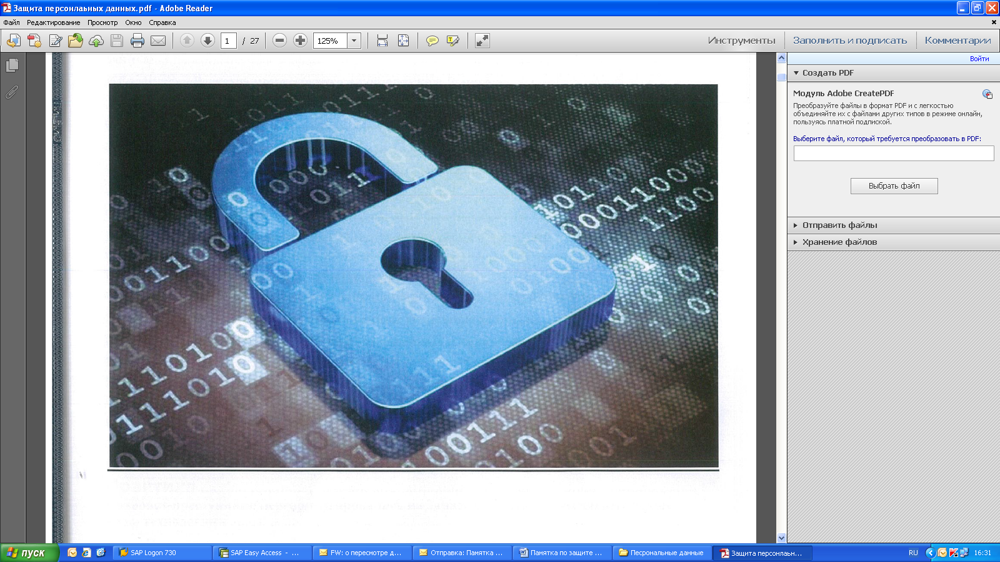 Защита персонлаьных данных.pdf - Adobe Reader
Файл Редактирование Просмотр Окно Справка
1 / 27 125% Инструменты Заполнить и подписать Комментарии
Войти
Создать PDF
Модуль Adobe CreatePDF
Преобразуйте файлы в формат PDF и с легкостью
объединяйте их с файлами других типов в режиме онлайн,
пользуясь платной подпиской.
Выберите файл, который требуется преобразовать в PDF:
Выбрать файл
Отправить файлы
Хранение файлов
пуск SAP Logon 730 SAP Easy Access - ... FW: о пересмотре д... Отправка: Памятка ... Памятка по защите ... Песрональные данные Защита персонлаьн... RU 16:31